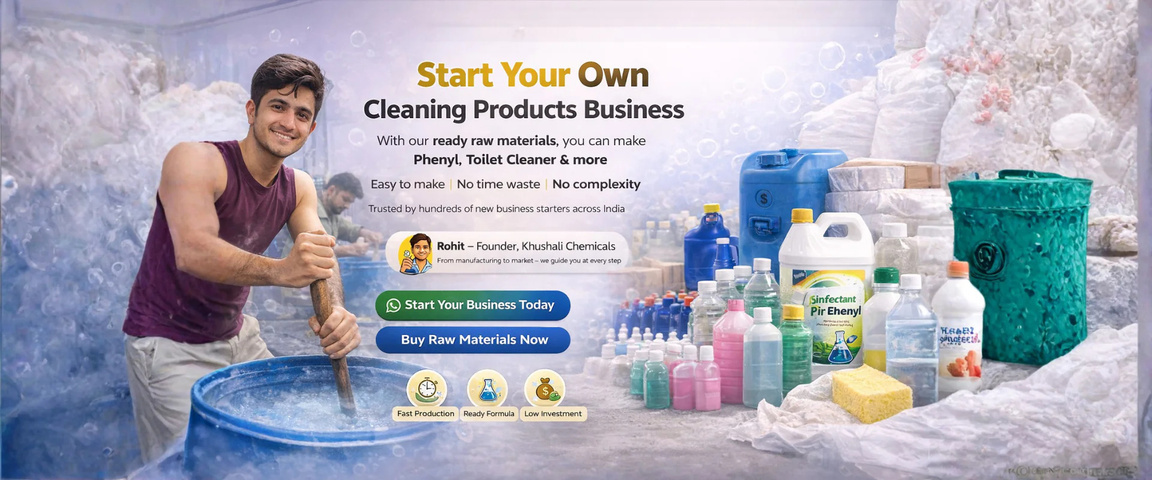 Start Your Own
Cleaning Products Business
With our ready raw materials, you can make
Phenyl, Toilet Cleaner & more
Easy to make | No time waste | No complexity
Trusted by hundreds of new business starters across India
Rohit – Founder, Khushali Chemicals
From manufacturing to market – we guide you at every step
Start Your Business Today
Buy Raw Materials Now
Fast Production
Ready Formula
Low Investment
$
Sinfectant
Pir Ehenyl